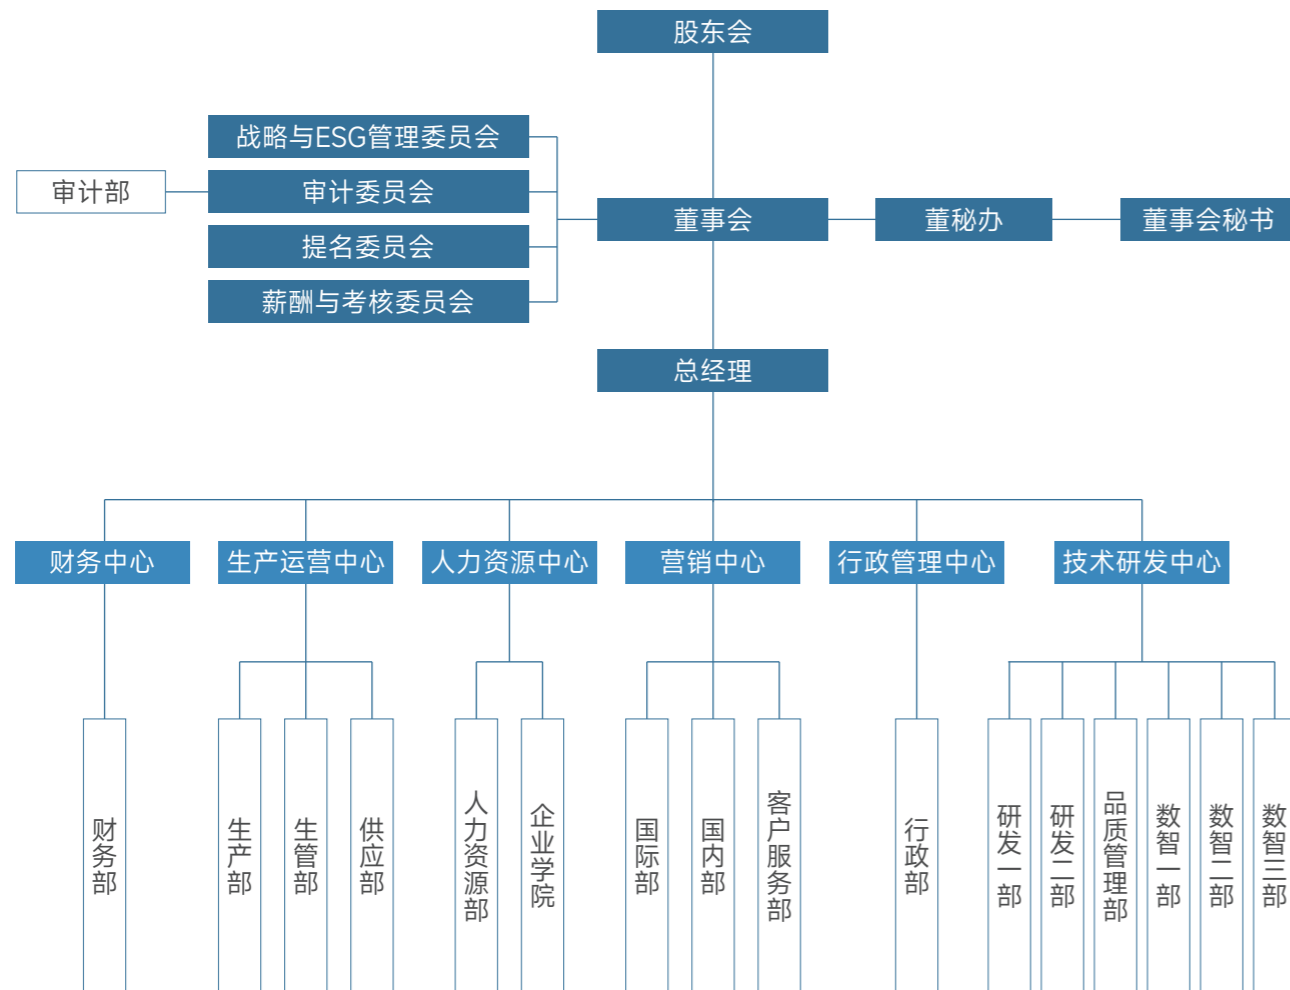 股东会
战略与ESG管理委员会
审计部
审计委员会
提名委员会
薪酬与考核委员会
董事会
董秘办
董事会秘书
总经理
财务中心
生产运营中心
人力资源中心
营销中心
行政管理中心
技术研发中心
财务部
生产部
生管部
供应部
人力资源部
企业学院
国际部
国内部
客户服务部
行政部
研发一部
研发二部
品质管理部
数智一部
数智二部
数智三部